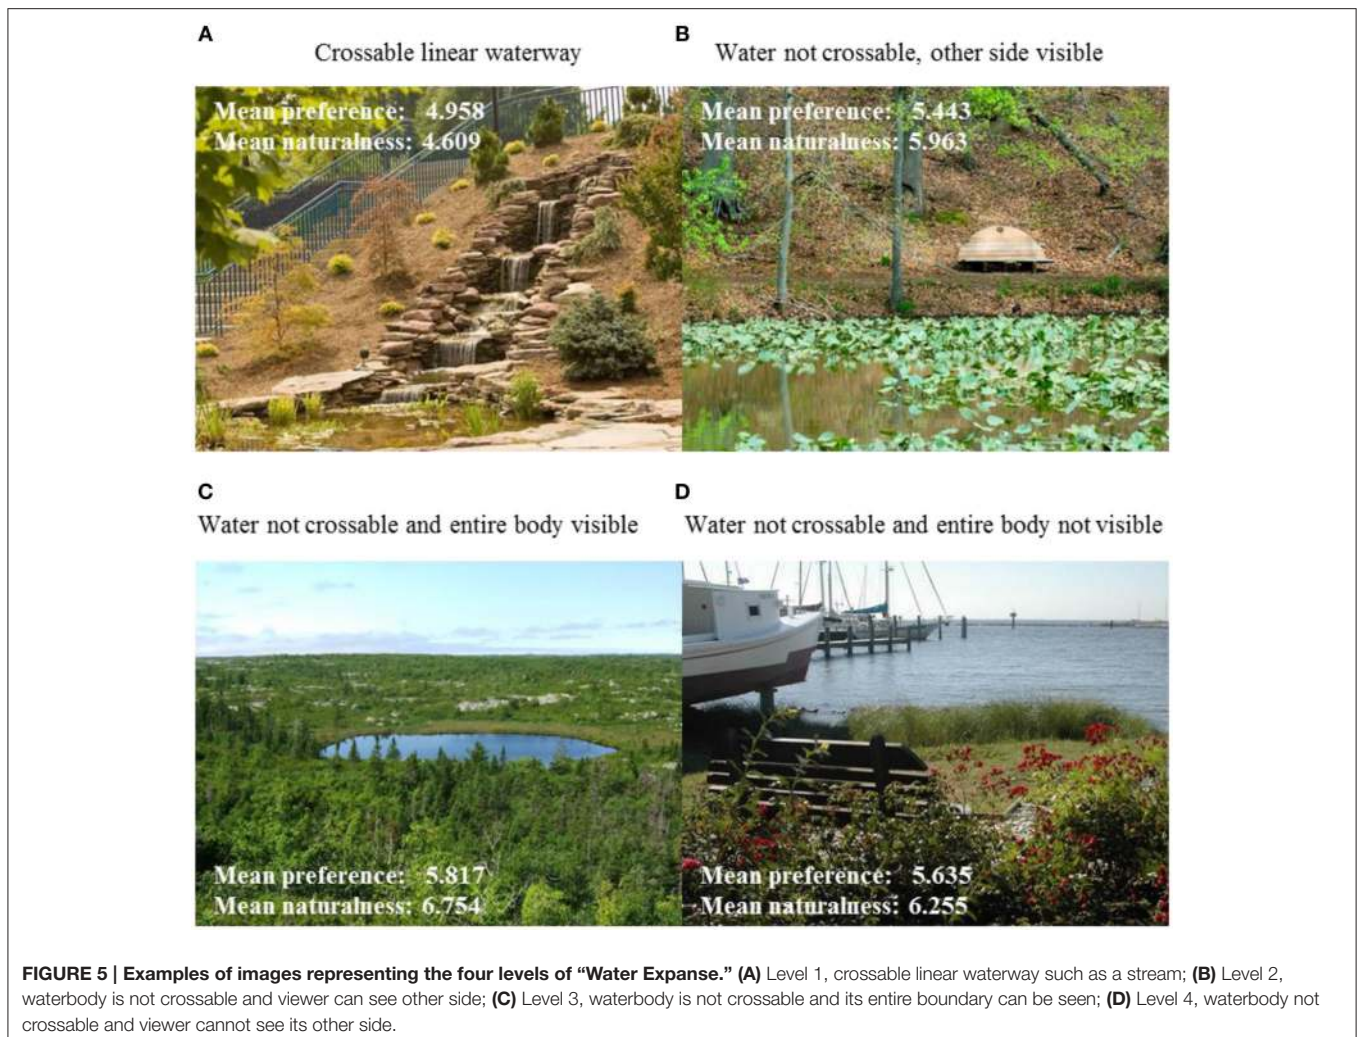 A
Crossable linear waterway
Mean preference: 4.958
Mean naturalness: 4.609
B
Water not crossable, other side visible
Mean preference: 5.443
Mean naturalness: 5.963
C
Water not crossable and entire body visible
Mean preference: 5.817
Mean naturalness: 6.754
D
Water not crossable and entire body not visible
Mean preference: 5.635
Mean naturalness: 6.255
FIGURE 5 | Examples of images representing the four levels of “Water Expanse.” (A) Level 1, crossable linear waterway such as a stream; (B) Level 2,
waterbody is not crossable and viewer can see other side; (C) Level 3, waterbody is not crossable and its entire boundary can be seen; (D) Level 4, waterbody not
crossable and viewer cannot see its other side.